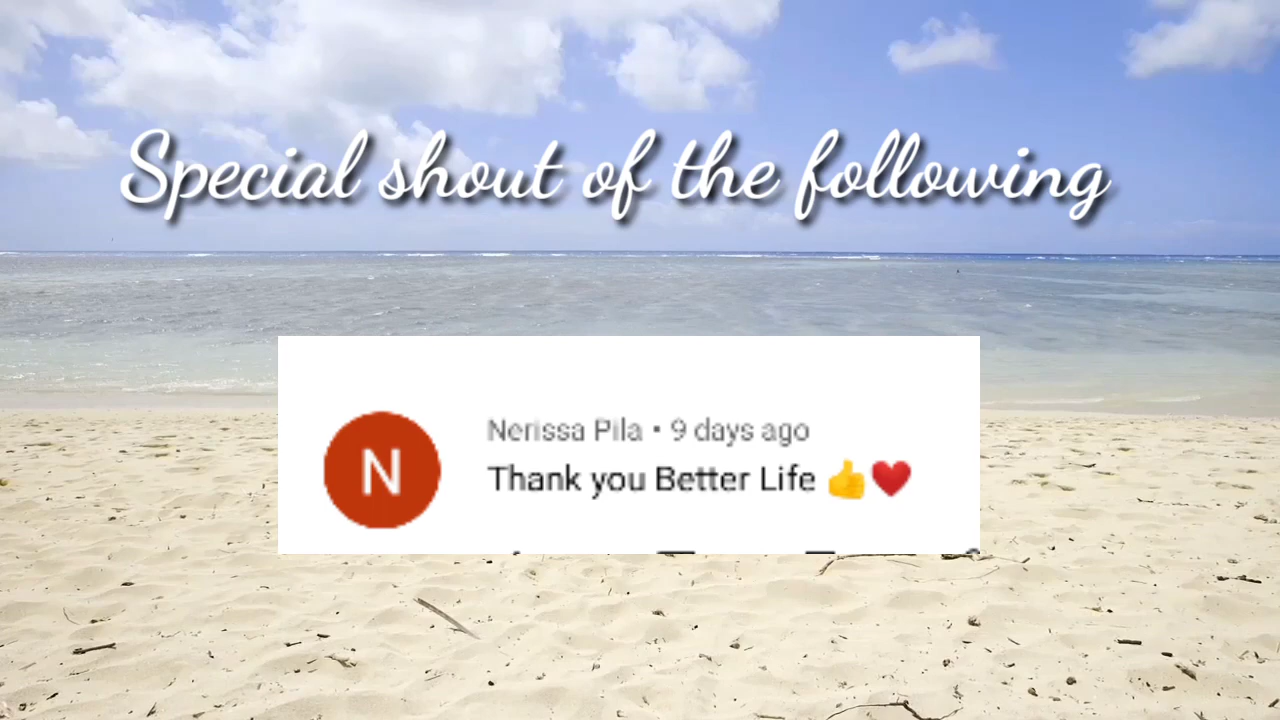 Special shout of the following
N
Nerissa Pila • 9 days ago
Thank you Better Life 👍❤️